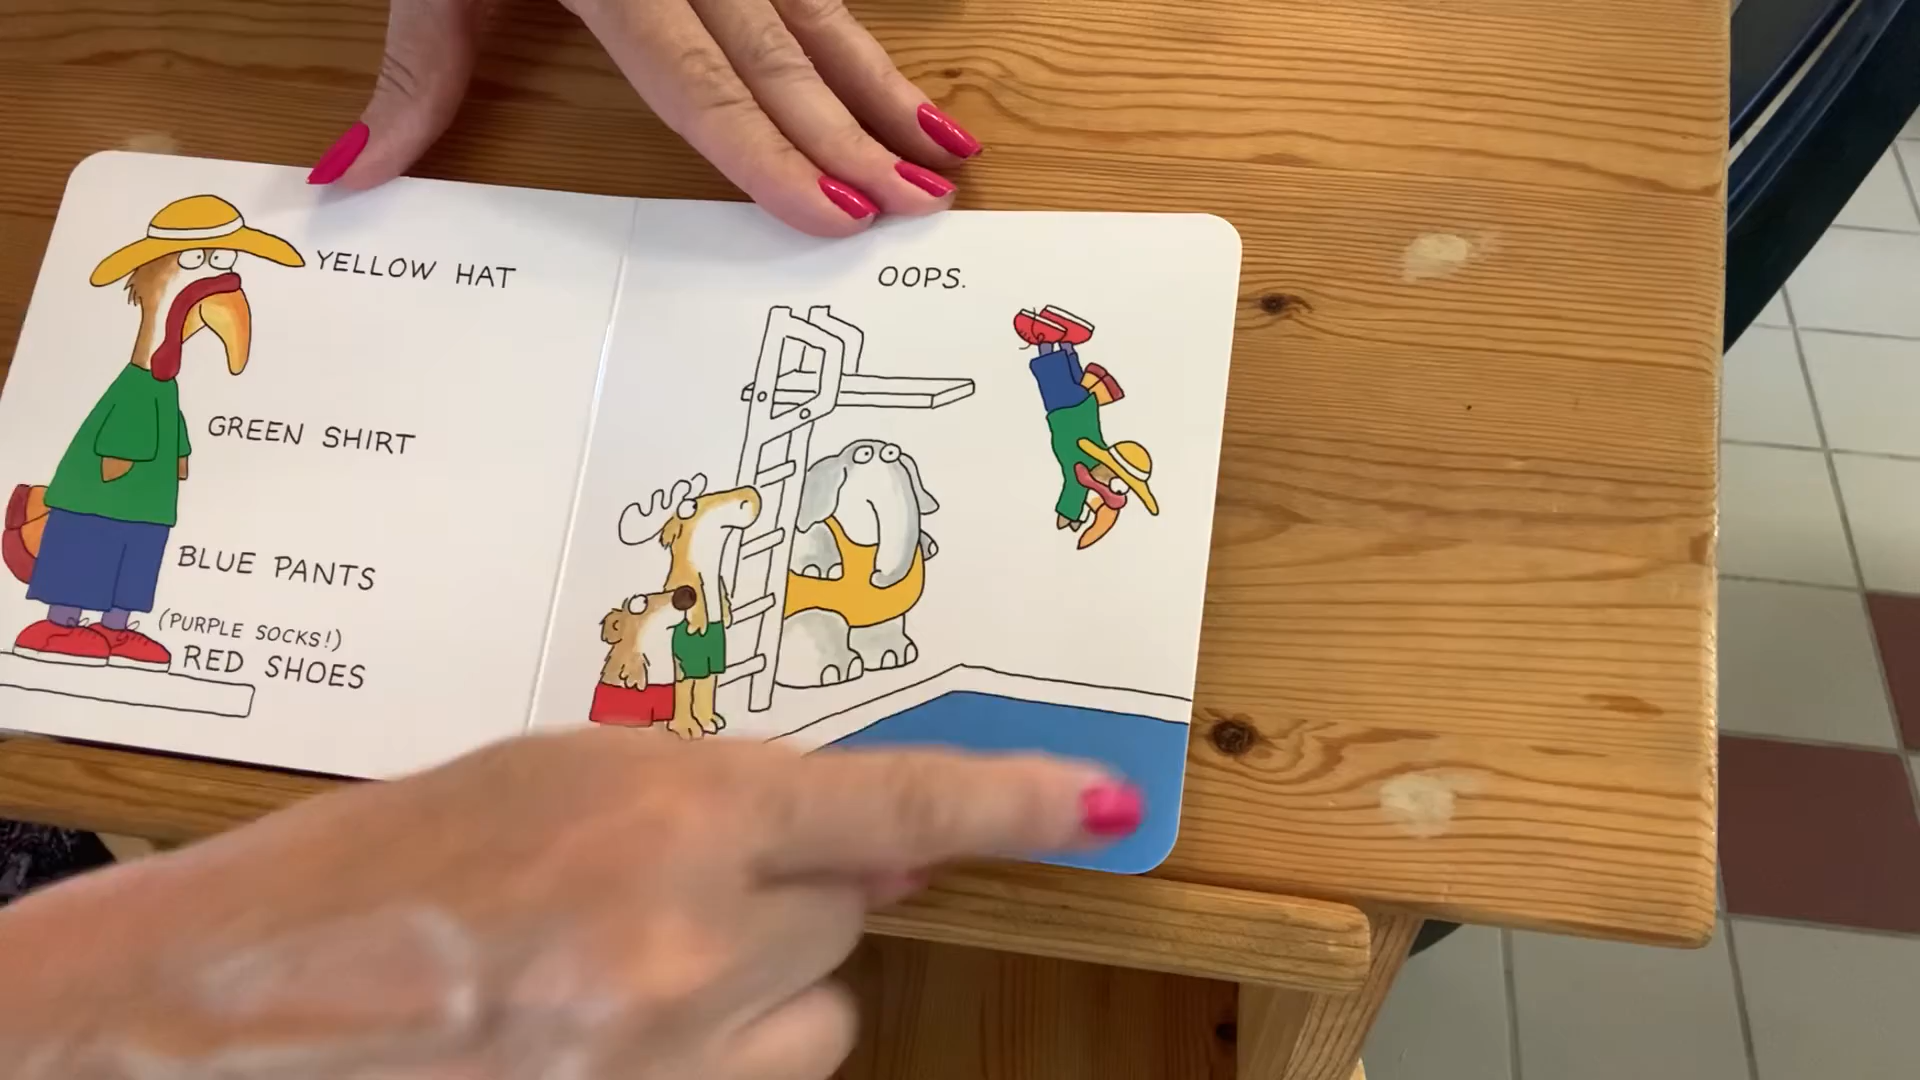 YELLOW HAT
GREEN SHIRT
BLUE PANTS
(PURPLE SOCKS!)
RED SHOES
OOPS.